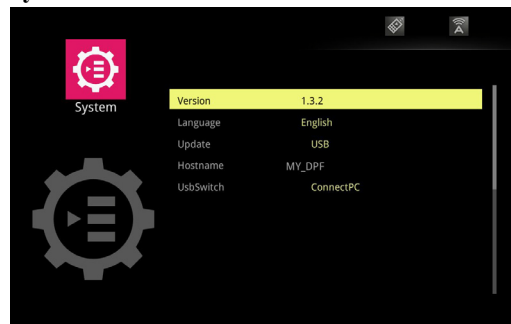 System
Version 1.3.2
Language English
Update USB
Hostname MY_DPF
UsbSwitch ConnectPC